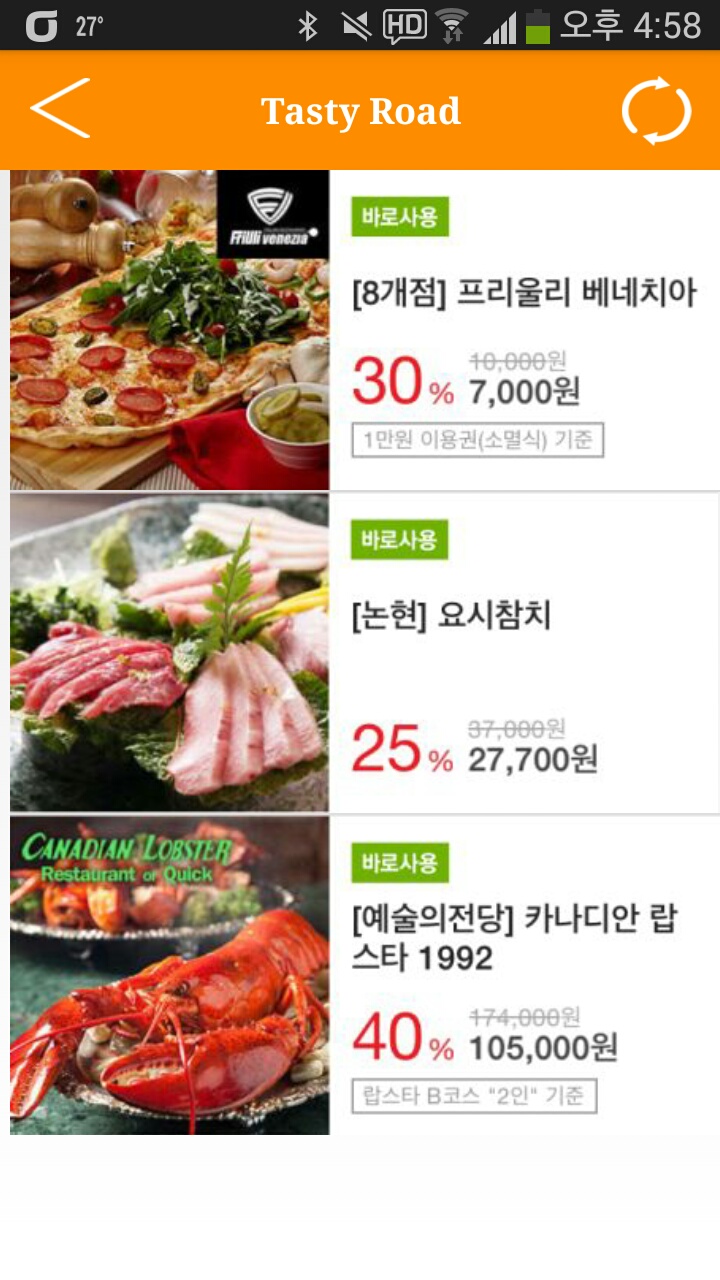 27°
HD
오후 4:58
Tasty Road
Friuli venezia
바로사용
[8개점] 프리울리 베네치아
10,000원
30% 7,000원
1만원 이용권(소멸식) 기준
바로사용
[논현] 요시참치
37,000원
25% 27,700원
CANADIAN LOBSTER
Restaurant or Quick
바로사용
[예술의전당] 카나디안 랍
스타 1992
174,000원
40% 105,000원
랍스타 B코스 "2인" 기준